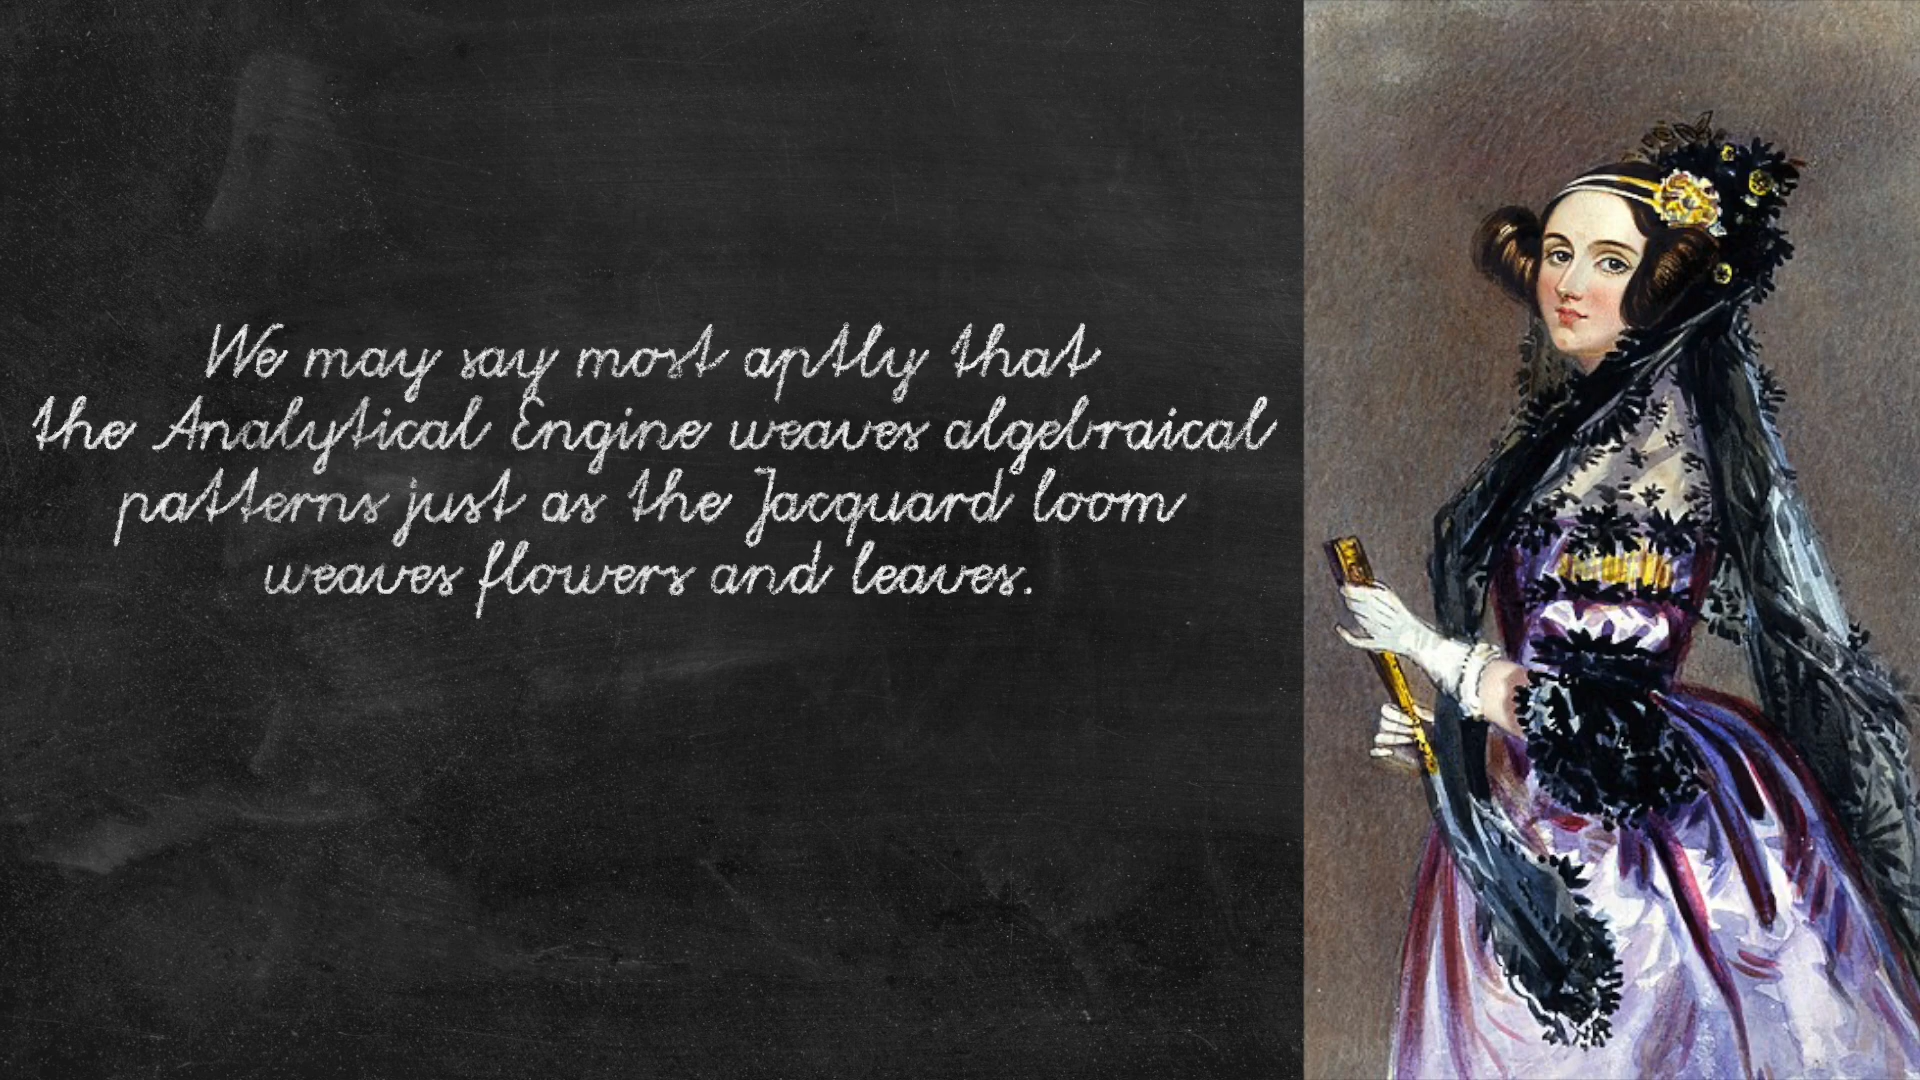 We may say most aptly that
the Analytical Engine weaves algebraical
patterns just as the Jacquard loom
weaves flowers and leaves.